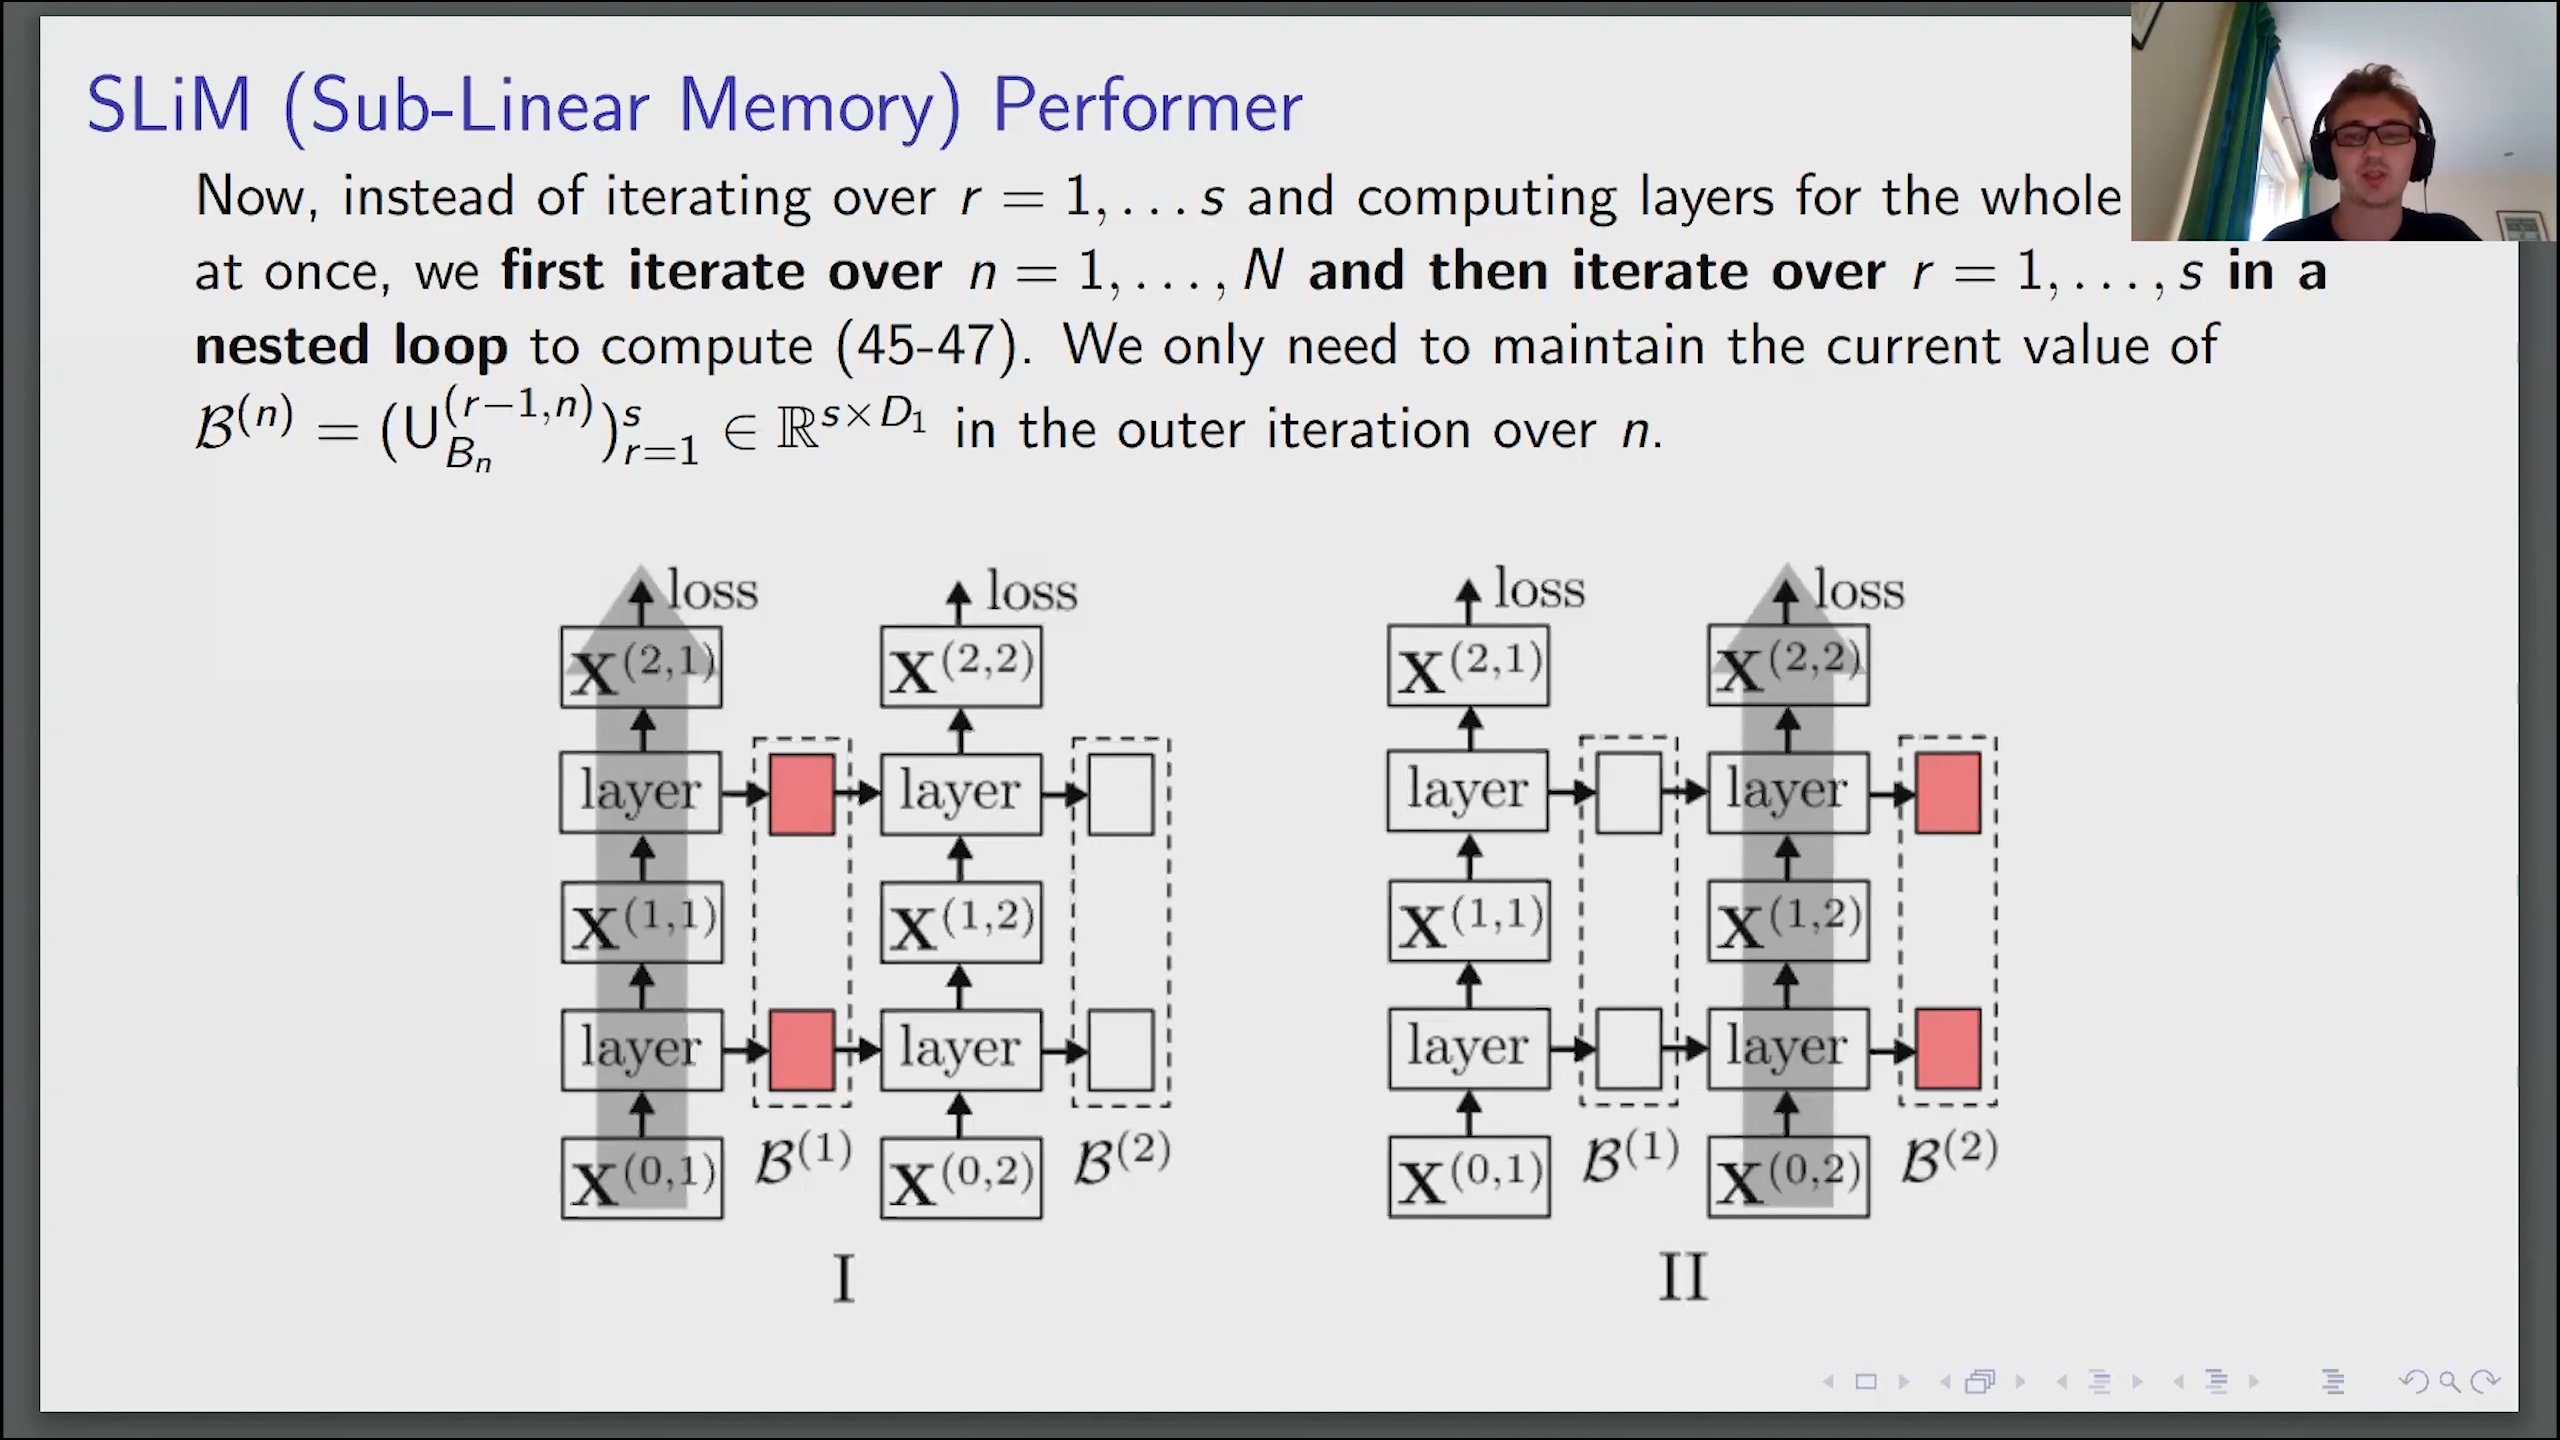 SLiM (Sub-Linear Memory) Performer
Now, instead of iterating over r = 1, . . . s and computing layers for the whole
at once, we first iterate over n = 1, . . . , N and then iterate over r = 1, . . . , s in a
nested loop to compute (45-47). We only need to maintain the current value of
ℬ^(n) = (U_{B_n}^{(r−1,n)})_{r=1}^s ∈ ℝ^{s×D_1} in the outer iteration over n.
loss loss loss loss
X^(2,1) X^(2,2) X^(2,1) X^(2,2)
layer layer layer layer
X^(1,1) X^(1,2) X^(1,1) X^(1,2)
layer layer layer layer
X^(0,1) ℬ^(1) X^(0,2) ℬ^(2) X^(0,1) ℬ^(1) X^(0,2) ℬ^(2)
I II